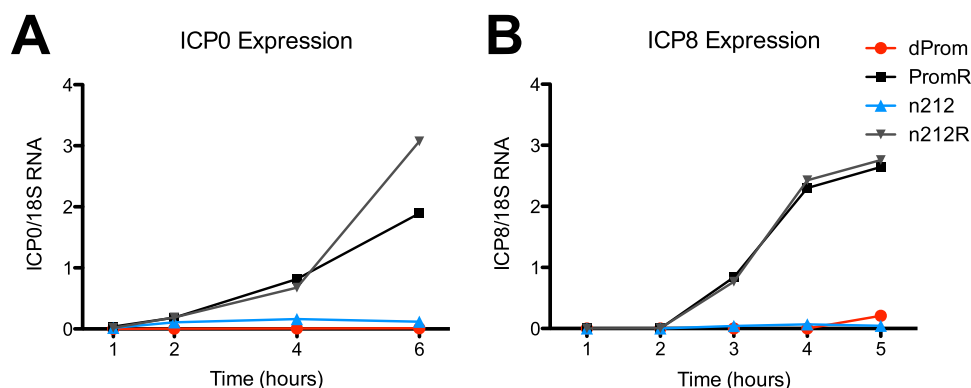 A
ICP0 Expression
ICP0/18S RNA
4
3
2
1
0
1 2 4 6
Time (hours)
B
ICP8 Expression
ICP8/18S RNA
4
3
2
1
0
1 2 3 4 5
Time (hours)
dProm
PromR
n212
n212R